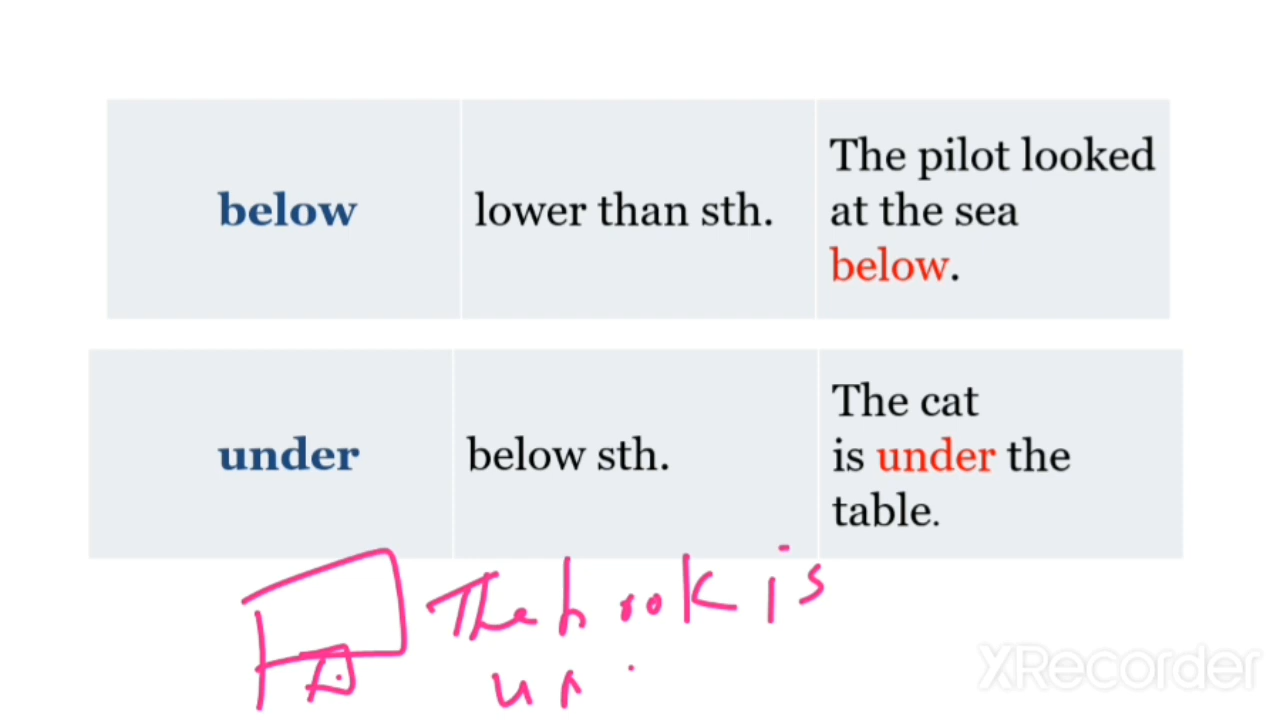 below
lower than sth.
The pilot looked
at the sea
below.
under
below sth.
The cat
is under the
table.
The book is
un
XRecorder